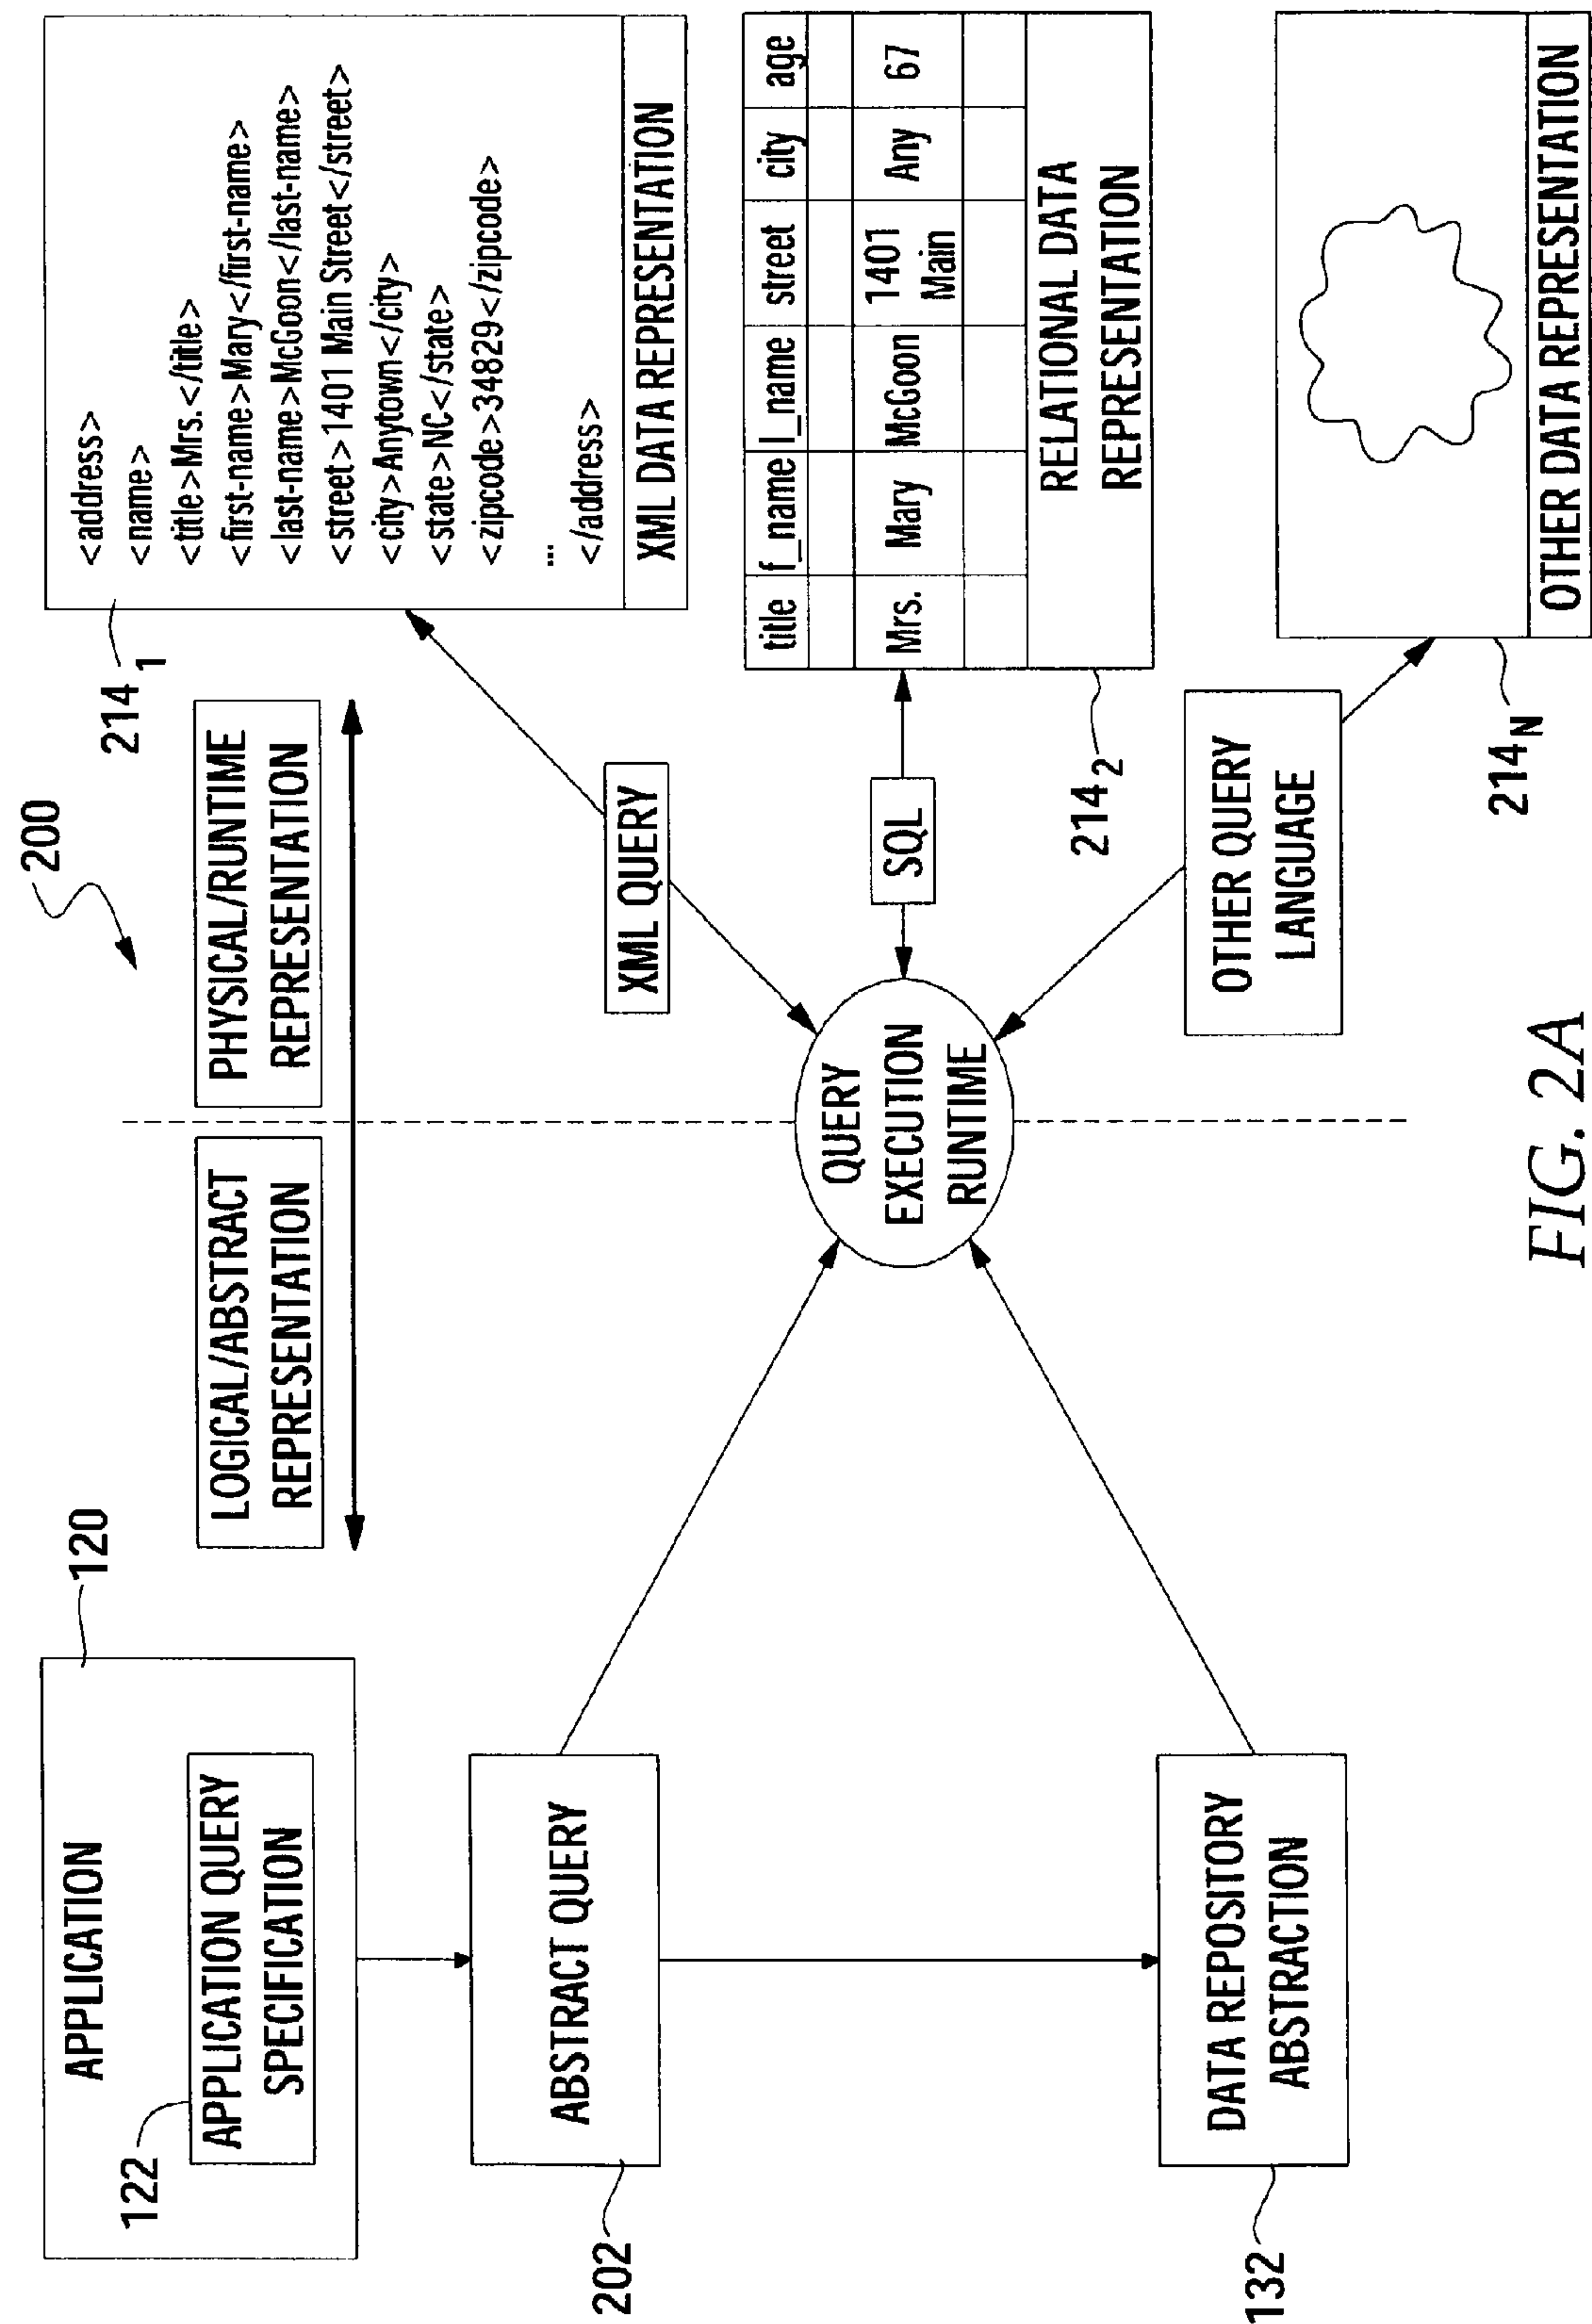 200
120
APPLICATION
122
APPLICATION QUERY
SPECIFICATION
LOGICAL/ABSTRACT
REPRESENTATION
PHYSICAL/RUNTIME
REPRESENTATION
214 1
<address>
<name>
<title>Mrs.</title>
<first-name>Mary</first-name>
<last-name>McGoon</last-name>
<street>1401 Main Street</street>
<city>Anytown</city>
<state>NC</state>
<zipcode>34829</zipcode>
...
</address>
XML DATA REPRESENTATION
202
ABSTRACT QUERY
QUERY
EXECUTION
RUNTIME
XML QUERY
SQL
title f_name l_name street city age
Mrs. Mary McGoon 1401 Any 67
Main
RELATIONAL DATA
REPRESENTATION
214 2
132
DATA REPOSITORY
ABSTRACTION
OTHER QUERY
LANGUAGE
214 N
OTHER DATA REPRESENTATION
FIG. 2A